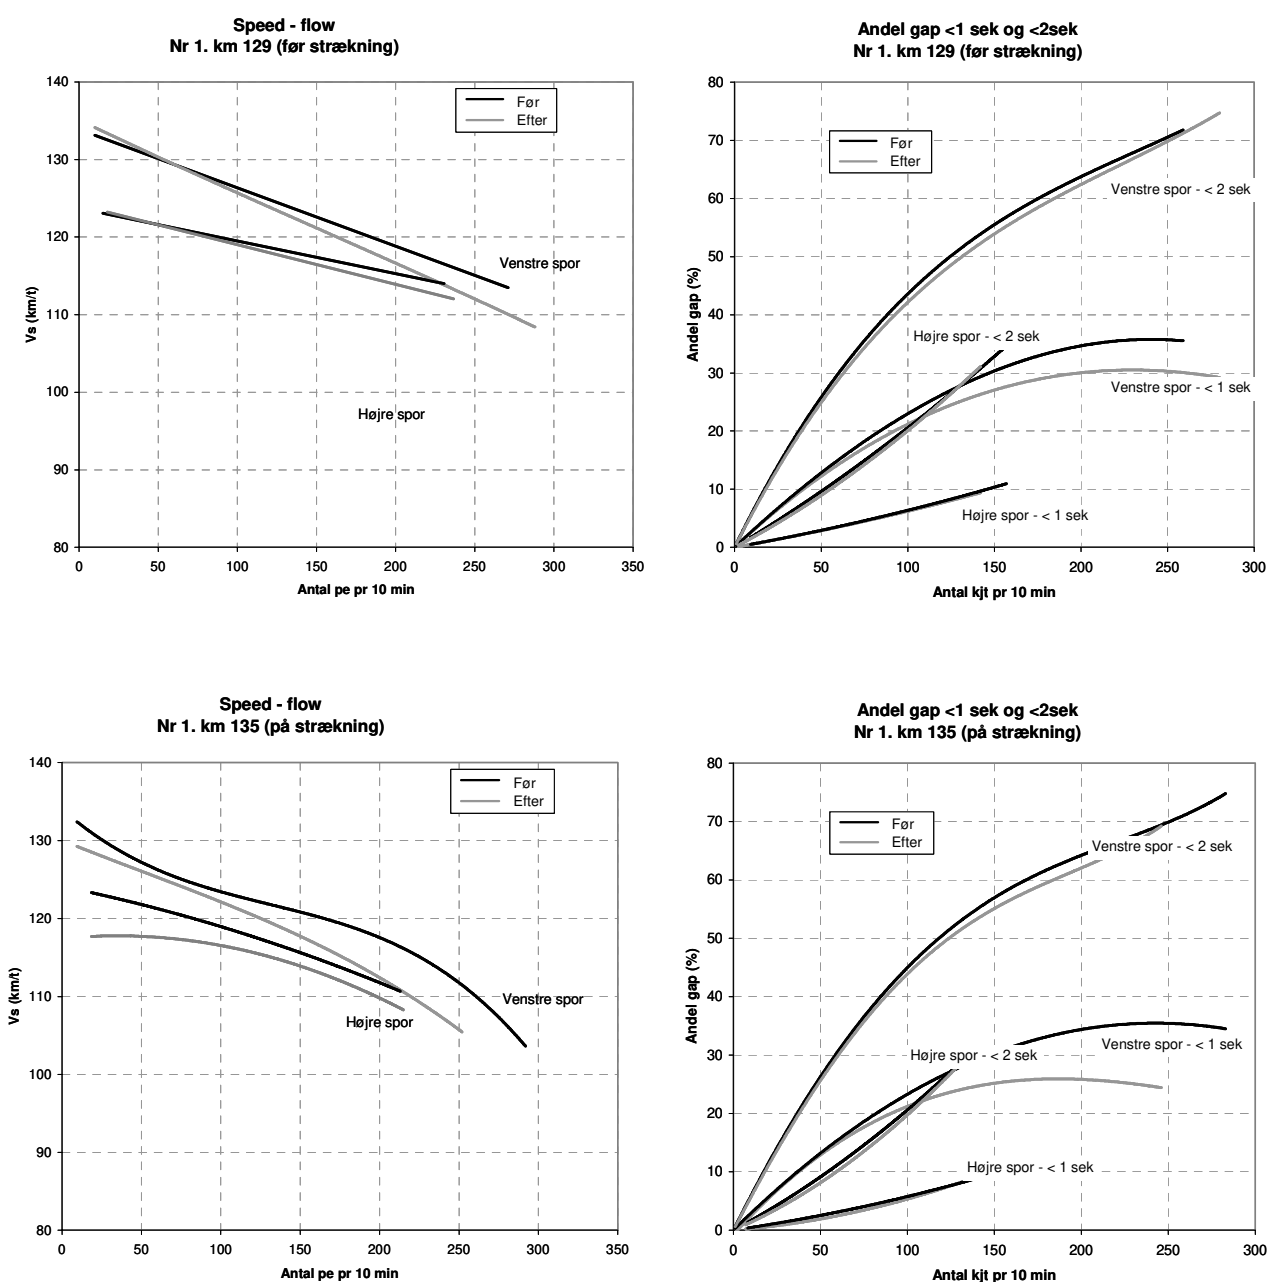 Speed - flow
Nr 1. km 129 (før strækning)
140
130
120
110
100
90
80
Vs (km/t)
Før
Efter
Venstre spor
Højre spor
0 50 100 150 200 250 300 350
Antal pe pr 10 min
Andel gap <1 sek og <2sek
Nr 1. km 129 (før strækning)
80
70
60
50
40
30
20
10
0
Andel gap (%)
Før
Efter
Venstre spor - < 2 sek
Højre spor - < 2 sek
Venstre spor - < 1 sek
Højre spor - < 1 sek
0 50 100 150 200 250 300
Antal kjt pr 10 min
Speed - flow
Nr 1. km 135 (på strækning)
140
130
120
110
100
90
80
Vs (km/t)
Før
Efter
Venstre spor
Højre spor
0 50 100 150 200 250 300 350
Antal pe pr 10 min
Andel gap <1 sek og <2sek
Nr 1. km 135 (på strækning)
80
70
60
50
40
30
20
10
0
Andel gap (%)
Før
Efter
Venstre spor - < 2 sek
Venstre spor - < 1 sek
Højre spor - < 2 sek
Højre spor - < 1 sek
0 50 100 150 200 250 300
Antal kjt pr 10 min